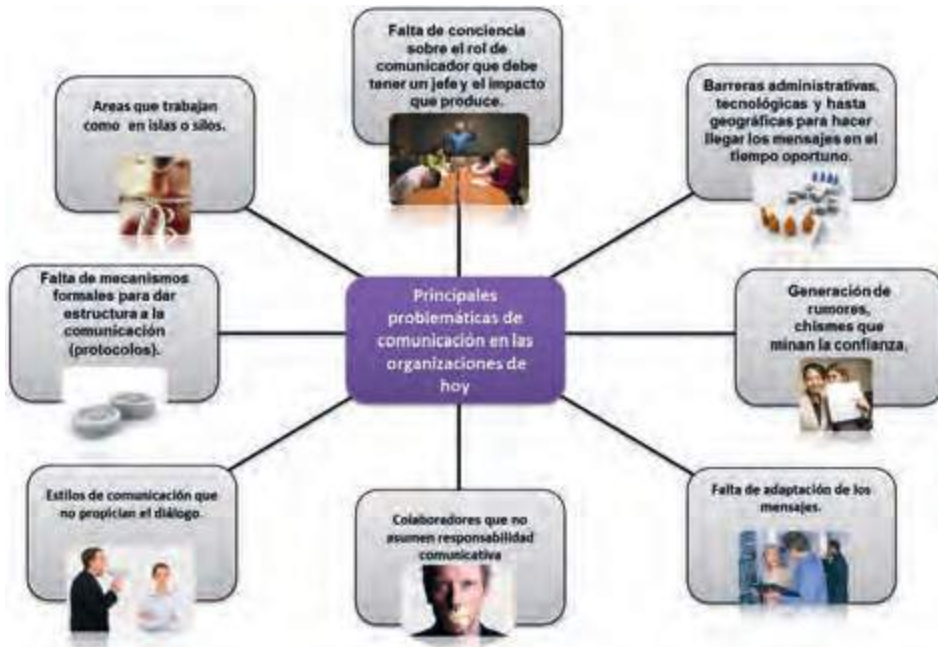 Falta de conciencia
sobre el rol de
comunicador que debe
tener un jefe y el impacto
que produce.
Areas que trabajan
como en islas o silos.
Barreras administrativas,
tecnológicas y hasta
geográficas para hacer
llegar los mensajes en el
tiempo oportuno.
Falta de mecanismos
formales para dar
estructura a la
comunicación
(protocolos).
Principales
problemáticas de
comunicación en las
organizaciones de
hoy
Generación de
rumores,
chismes que
minan la confianza.
Estilos de comunicación que
no propician el diálogo.
Colaboradores que no
asumen responsabilidad
comunicativa
Falta de adaptación de los
mensajes.